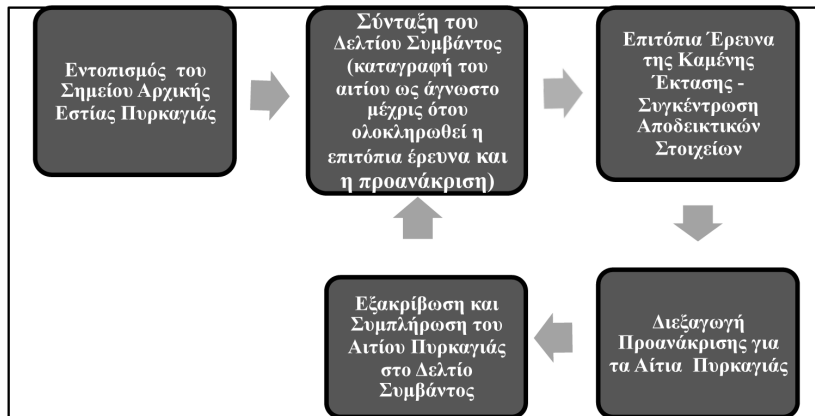 Εντοπισμός του
Σημείου Αρχικής
Εστίας Πυρκαγιάς
Σύνταξη του
Δελτίου Συμβάντος
(καταγραφή του
αιτίου ως άγνωστο
μέχρις ότου
ολοκληρωθεί η
επιτόπια έρευνα και
η προανάκριση)
Επιτόπια Έρευνα
της Καμένης
Έκτασης -
Συγκέντρωση
Αποδεικτικών
Στοιχείων
Διεξαγωγή
Προανάκρισης για
τα Αίτια Πυρκαγιάς
Εξακρίβωση και
Συμπλήρωση του
Αιτίου Πυρκαγιάς
στο Δελτίο
Συμβάντος